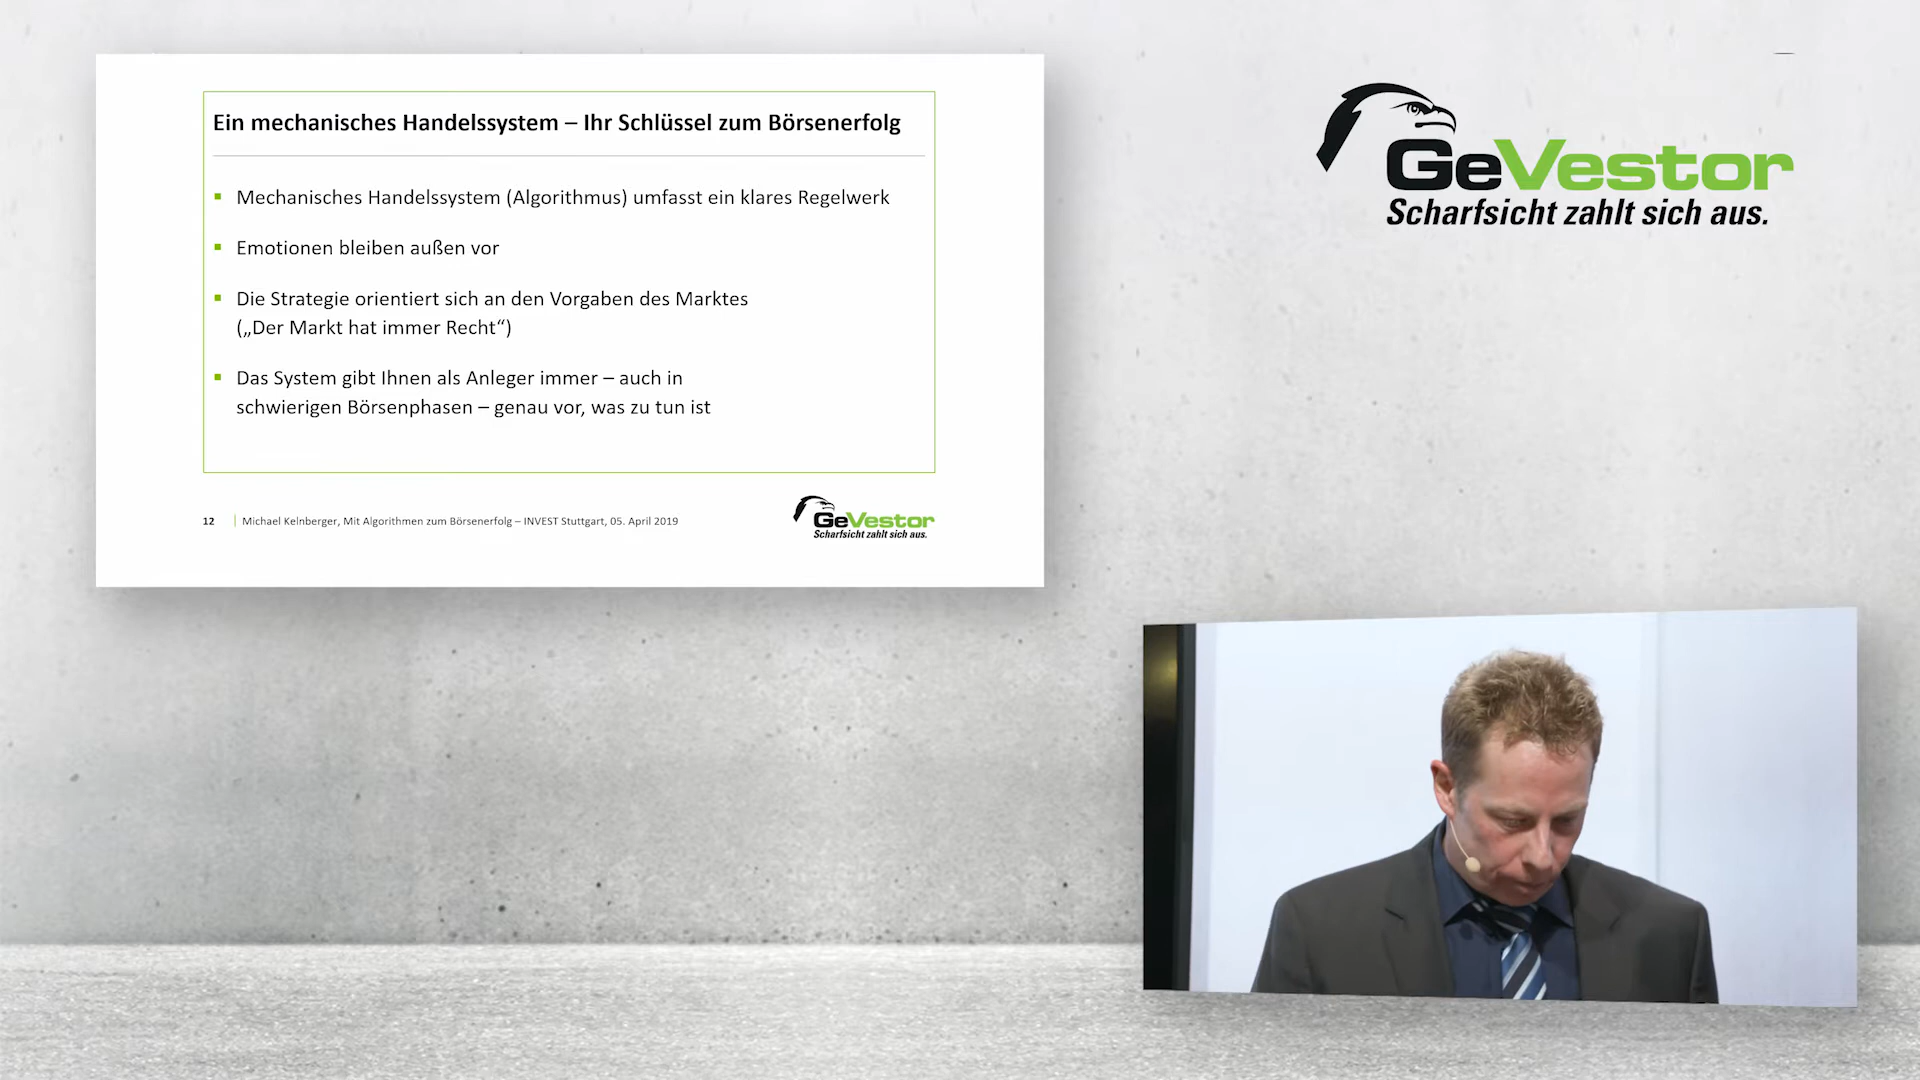 Ein mechanisches Handelssystem – Ihr Schlüssel zum Börsenerfolg
Mechanisches Handelssystem (Algorithmus) umfasst ein klares Regelwerk
Emotionen bleiben außen vor
Die Strategie orientiert sich an den Vorgaben des Marktes
(„Der Markt hat immer Recht“)
Das System gibt Ihnen als Anleger immer – auch in
schwierigen Börsenphasen – genau vor, was zu tun ist
12 Michael Kelnberger, Mit Algorithmen zum Börsenerfolg – INVEST Stuttgart, 05. April 2019
GeVestor
Scharfsicht zahlt sich aus.
GeVestor
Scharfsicht zahlt sich aus.